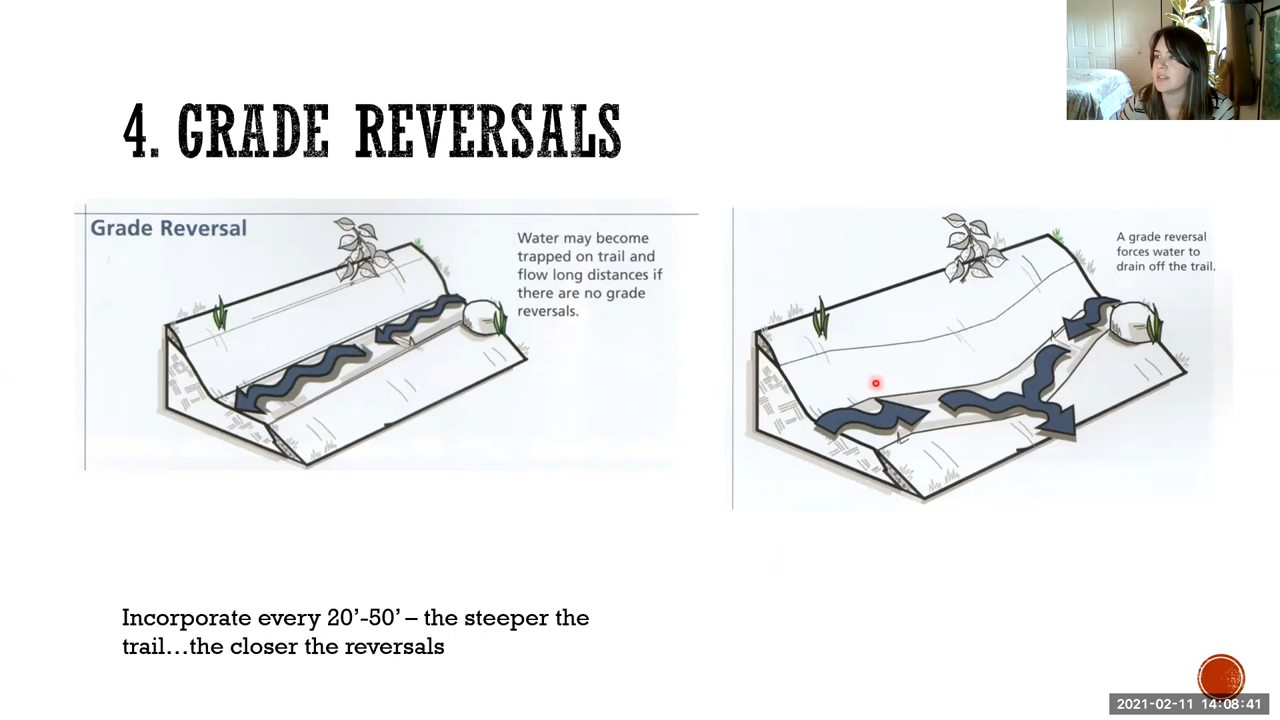 4. GRADE REVERSALS
Grade Reversal
Water may become
trapped on trail and
flow long distances if
there are no grade
reversals.
A grade reversal
forces water to
drain off the trail.
Incorporate every 20’-50’ – the steeper the
trail…the closer the reversals
2021-02-11 14:08:41